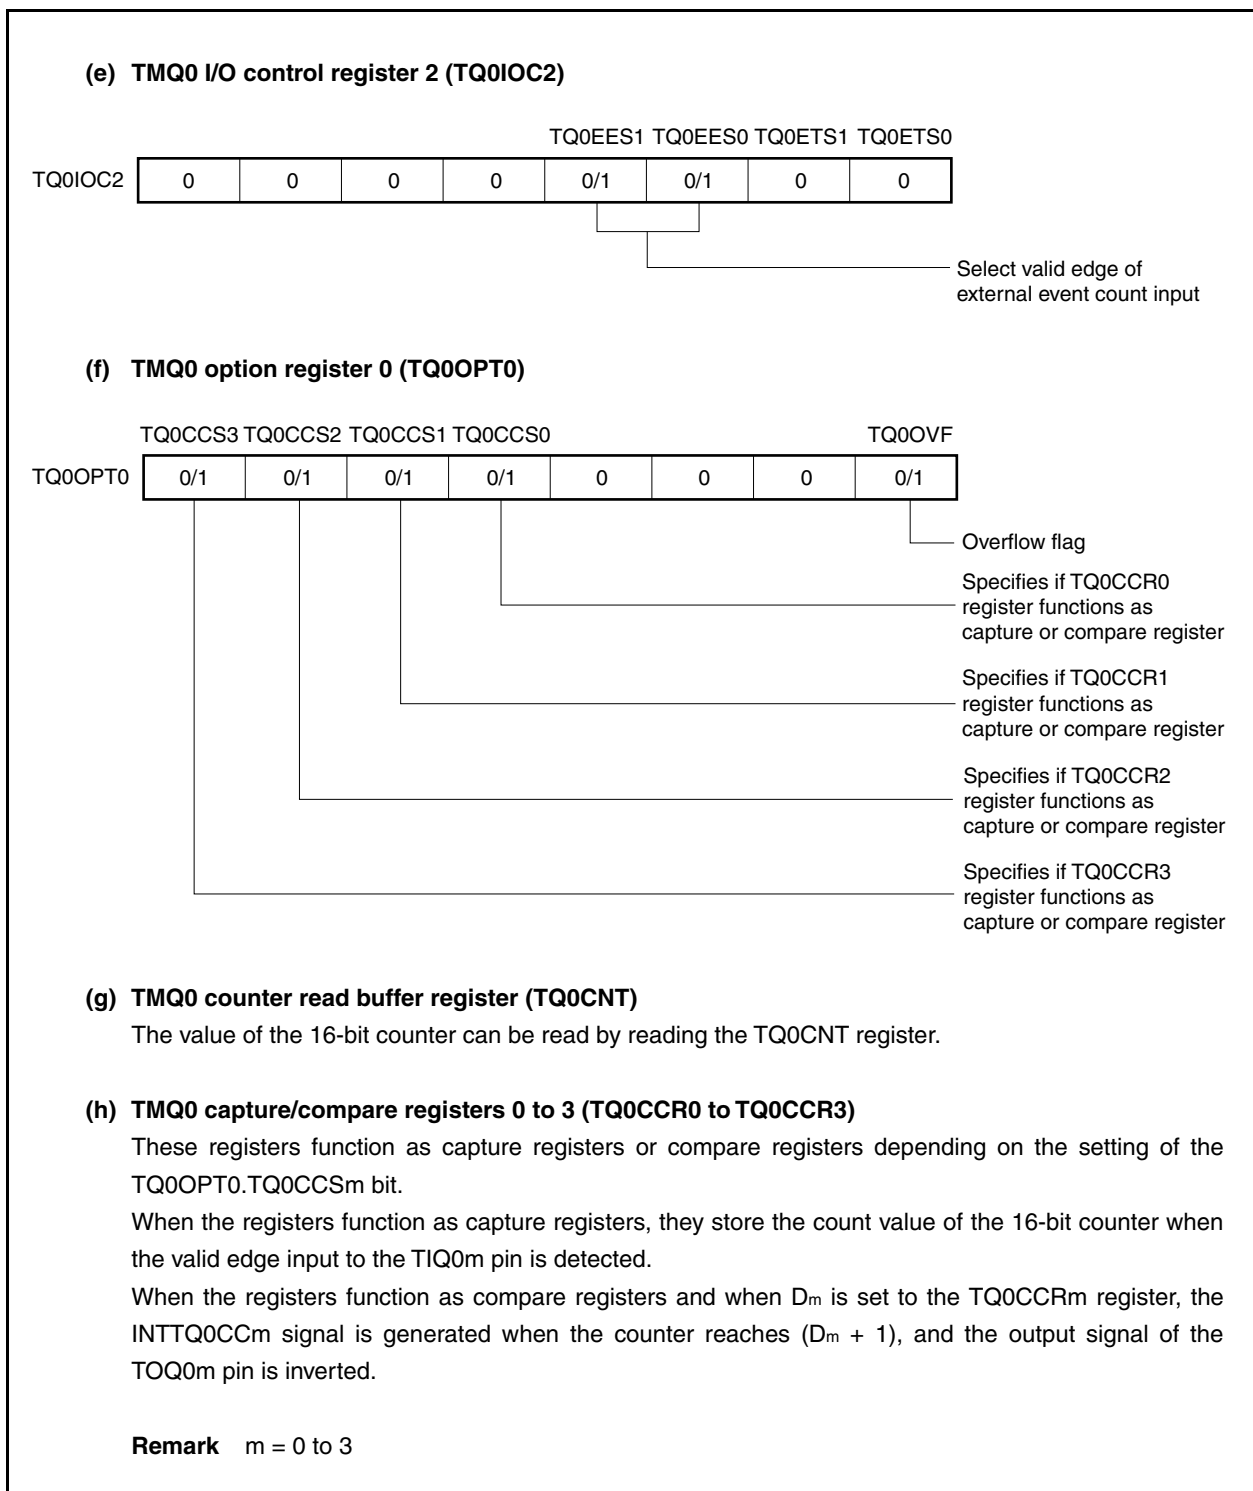 (e) TMQ0 I/O control register 2 (TQ0IOC2)
TQ0EES1 TQ0EES0 TQ0ETS1 TQ0ETS0
TQ0IOC2 0 0 0 0 0/1 0/1 0 0
Select valid edge of
external event count input
(f) TMQ0 option register 0 (TQ0OPT0)
TQ0CCS3 TQ0CCS2 TQ0CCS1 TQ0CCS0 TQ0OVF
TQ0OPT0 0/1 0/1 0/1 0/1 0 0 0 0/1
Overflow flag
Specifies if TQ0CCR0
register functions as
capture or compare register
Specifies if TQ0CCR1
register functions as
capture or compare register
Specifies if TQ0CCR2
register functions as
capture or compare register
Specifies if TQ0CCR3
register functions as
capture or compare register
(g) TMQ0 counter read buffer register (TQ0CNT)
The value of the 16-bit counter can be read by reading the TQ0CNT register.
(h) TMQ0 capture/compare registers 0 to 3 (TQ0CCR0 to TQ0CCR3)
These registers function as capture registers or compare registers depending on the setting of the
TQ0OPT0.TQ0CCSm bit.
When the registers function as capture registers, they store the count value of the 16-bit counter when
the valid edge input to the TIQ0m pin is detected.
When the registers function as compare registers and when Dm is set to the TQ0CCRm register, the
INTTQ0CCm signal is generated when the counter reaches (Dm + 1), and the output signal of the
TOQ0m pin is inverted.
Remark m = 0 to 3